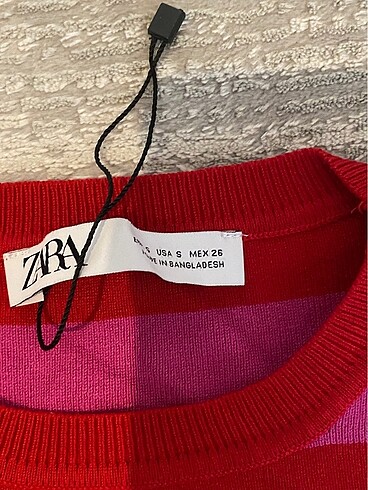 ZARA
S USA S MEX 26
IN BANGLADESH